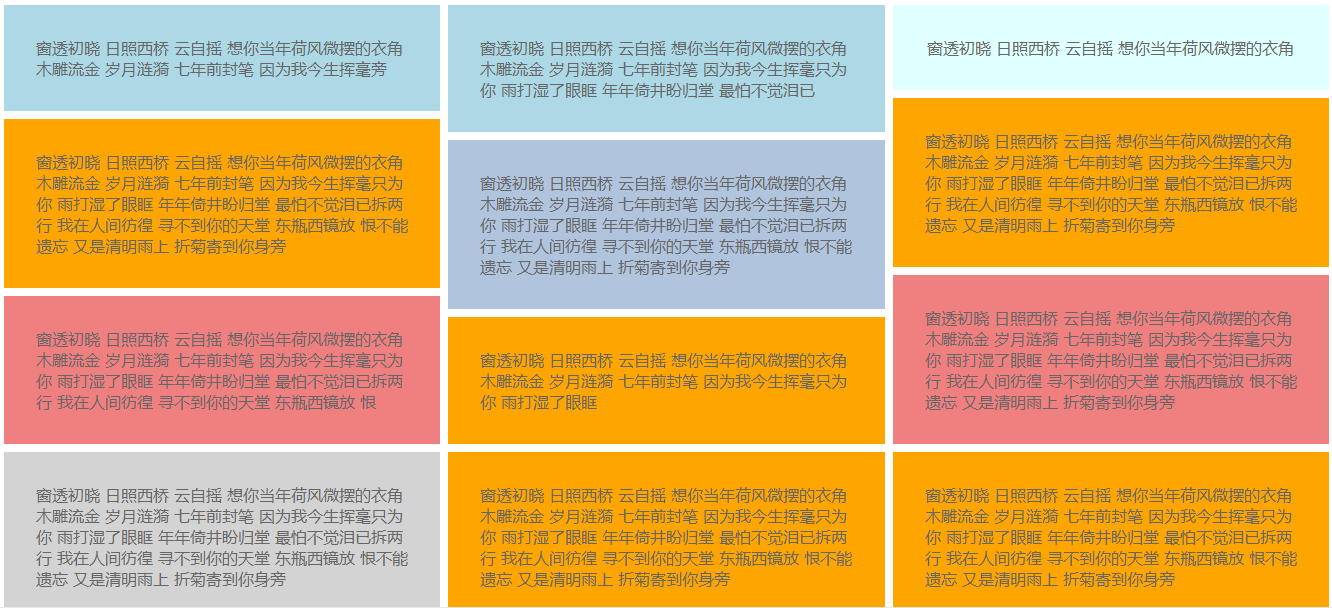 窗透初晓 日照西桥 云自摇 想你当年荷风微摆的衣角
木雕流金 岁月涟漪 七年前封笔 因为我今生挥毫旁
窗透初晓 日照西桥 云自摇 想你当年荷风微摆的衣角
木雕流金 岁月涟漪 七年前封笔 因为我今生挥毫只为
你 雨打湿了眼眶 年年倚井盼归堂 最怕不觉泪已拆两
行 我在人间彷徨 寻不到你的天堂 东瓶西镜放 恨不能
遗忘 又是清明雨上 折菊寄到你身旁
窗透初晓 日照西桥 云自摇 想你当年荷风微摆的衣角
木雕流金 岁月涟漪 七年前封笔 因为我今生挥毫只为
你 雨打湿了眼眶 年年倚井盼归堂 最怕不觉泪已拆两
行 我在人间彷徨 寻不到你的天堂 东瓶西镜放 恨
窗透初晓 日照西桥 云自摇 想你当年荷风微摆的衣角
木雕流金 岁月涟漪 七年前封笔 因为我今生挥毫只为
你 雨打湿了眼眶 年年倚井盼归堂 最怕不觉泪已拆两
行 我在人间彷徨 寻不到你的天堂 东瓶西镜放 恨不能
遗忘 又是清明雨上 折菊寄到你身旁
窗透初晓 日照西桥 云自摇 想你当年荷风微摆的衣角
木雕流金 岁月涟漪 七年前封笔 因为我今生挥毫只为
你 雨打湿了眼眶 年年倚井盼归堂 最怕不觉泪已
窗透初晓 日照西桥 云自摇 想你当年荷风微摆的衣角
木雕流金 岁月涟漪 七年前封笔 因为我今生挥毫只为
你 雨打湿了眼眶 年年倚井盼归堂 最怕不觉泪已拆两
行 我在人间彷徨 寻不到你的天堂 东瓶西镜放 恨不能
遗忘 又是清明雨上 折菊寄到你身旁
窗透初晓 日照西桥 云自摇 想你当年荷风微摆的衣角
木雕流金 岁月涟漪 七年前封笔 因为我今生挥毫只为
你 雨打湿了眼眶
窗透初晓 日照西桥 云自摇 想你当年荷风微摆的衣角
木雕流金 岁月涟漪 七年前封笔 因为我今生挥毫只为
你 雨打湿了眼眶 年年倚井盼归堂 最怕不觉泪已拆两
行 我在人间彷徨 寻不到你的天堂 东瓶西镜放 恨不能
遗忘 又是清明雨上 折菊寄到你身旁
窗透初晓 日照西桥 云自摇 想你当年荷风微摆的衣角
窗透初晓 日照西桥 云自摇 想你当年荷风微摆的衣角
木雕流金 岁月涟漪 七年前封笔 因为我今生挥毫只为
你 雨打湿了眼眶 年年倚井盼归堂 最怕不觉泪已拆两
行 我在人间彷徨 寻不到你的天堂 东瓶西镜放 恨不能
遗忘 又是清明雨上 折菊寄到你身旁
窗透初晓 日照西桥 云自摇 想你当年荷风微摆的衣角
木雕流金 岁月涟漪 七年前封笔 因为我今生挥毫只为
你 雨打湿了眼眶 年年倚井盼归堂 最怕不觉泪已拆两
行 我在人间彷徨 寻不到你的天堂 东瓶西镜放 恨不能
遗忘 又是清明雨上 折菊寄到你身旁
窗透初晓 日照西桥 云自摇 想你当年荷风微摆的衣角
木雕流金 岁月涟漪 七年前封笔 因为我今生挥毫只为
你 雨打湿了眼眶 年年倚井盼归堂 最怕不觉泪已拆两
行 我在人间彷徨 寻不到你的天堂 东瓶西镜放 恨不能
遗忘 又是清明雨上 折菊寄到你身旁